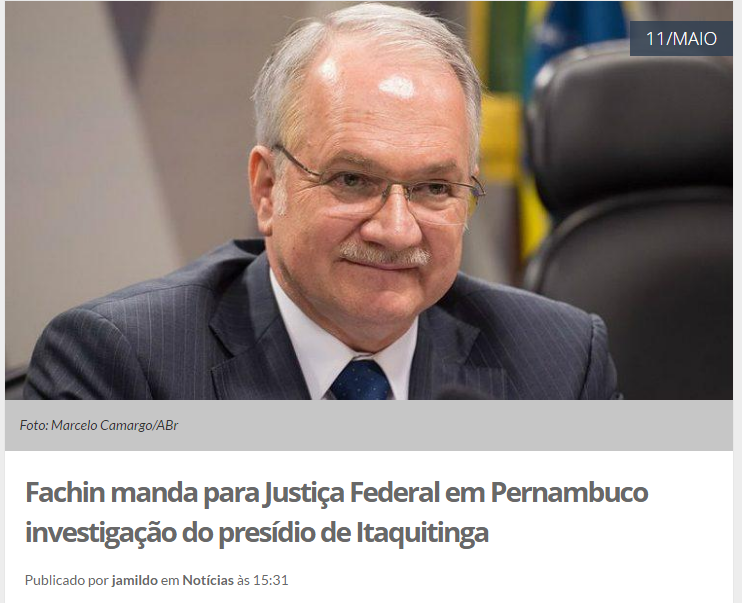 11/MAIO
Foto: Marcelo Camargo/ABr
Fachin manda para Justiça Federal em Pernambuco
investigação do presídio de Itaquitinga
Publicado por jamildo em Notícias às 15:31